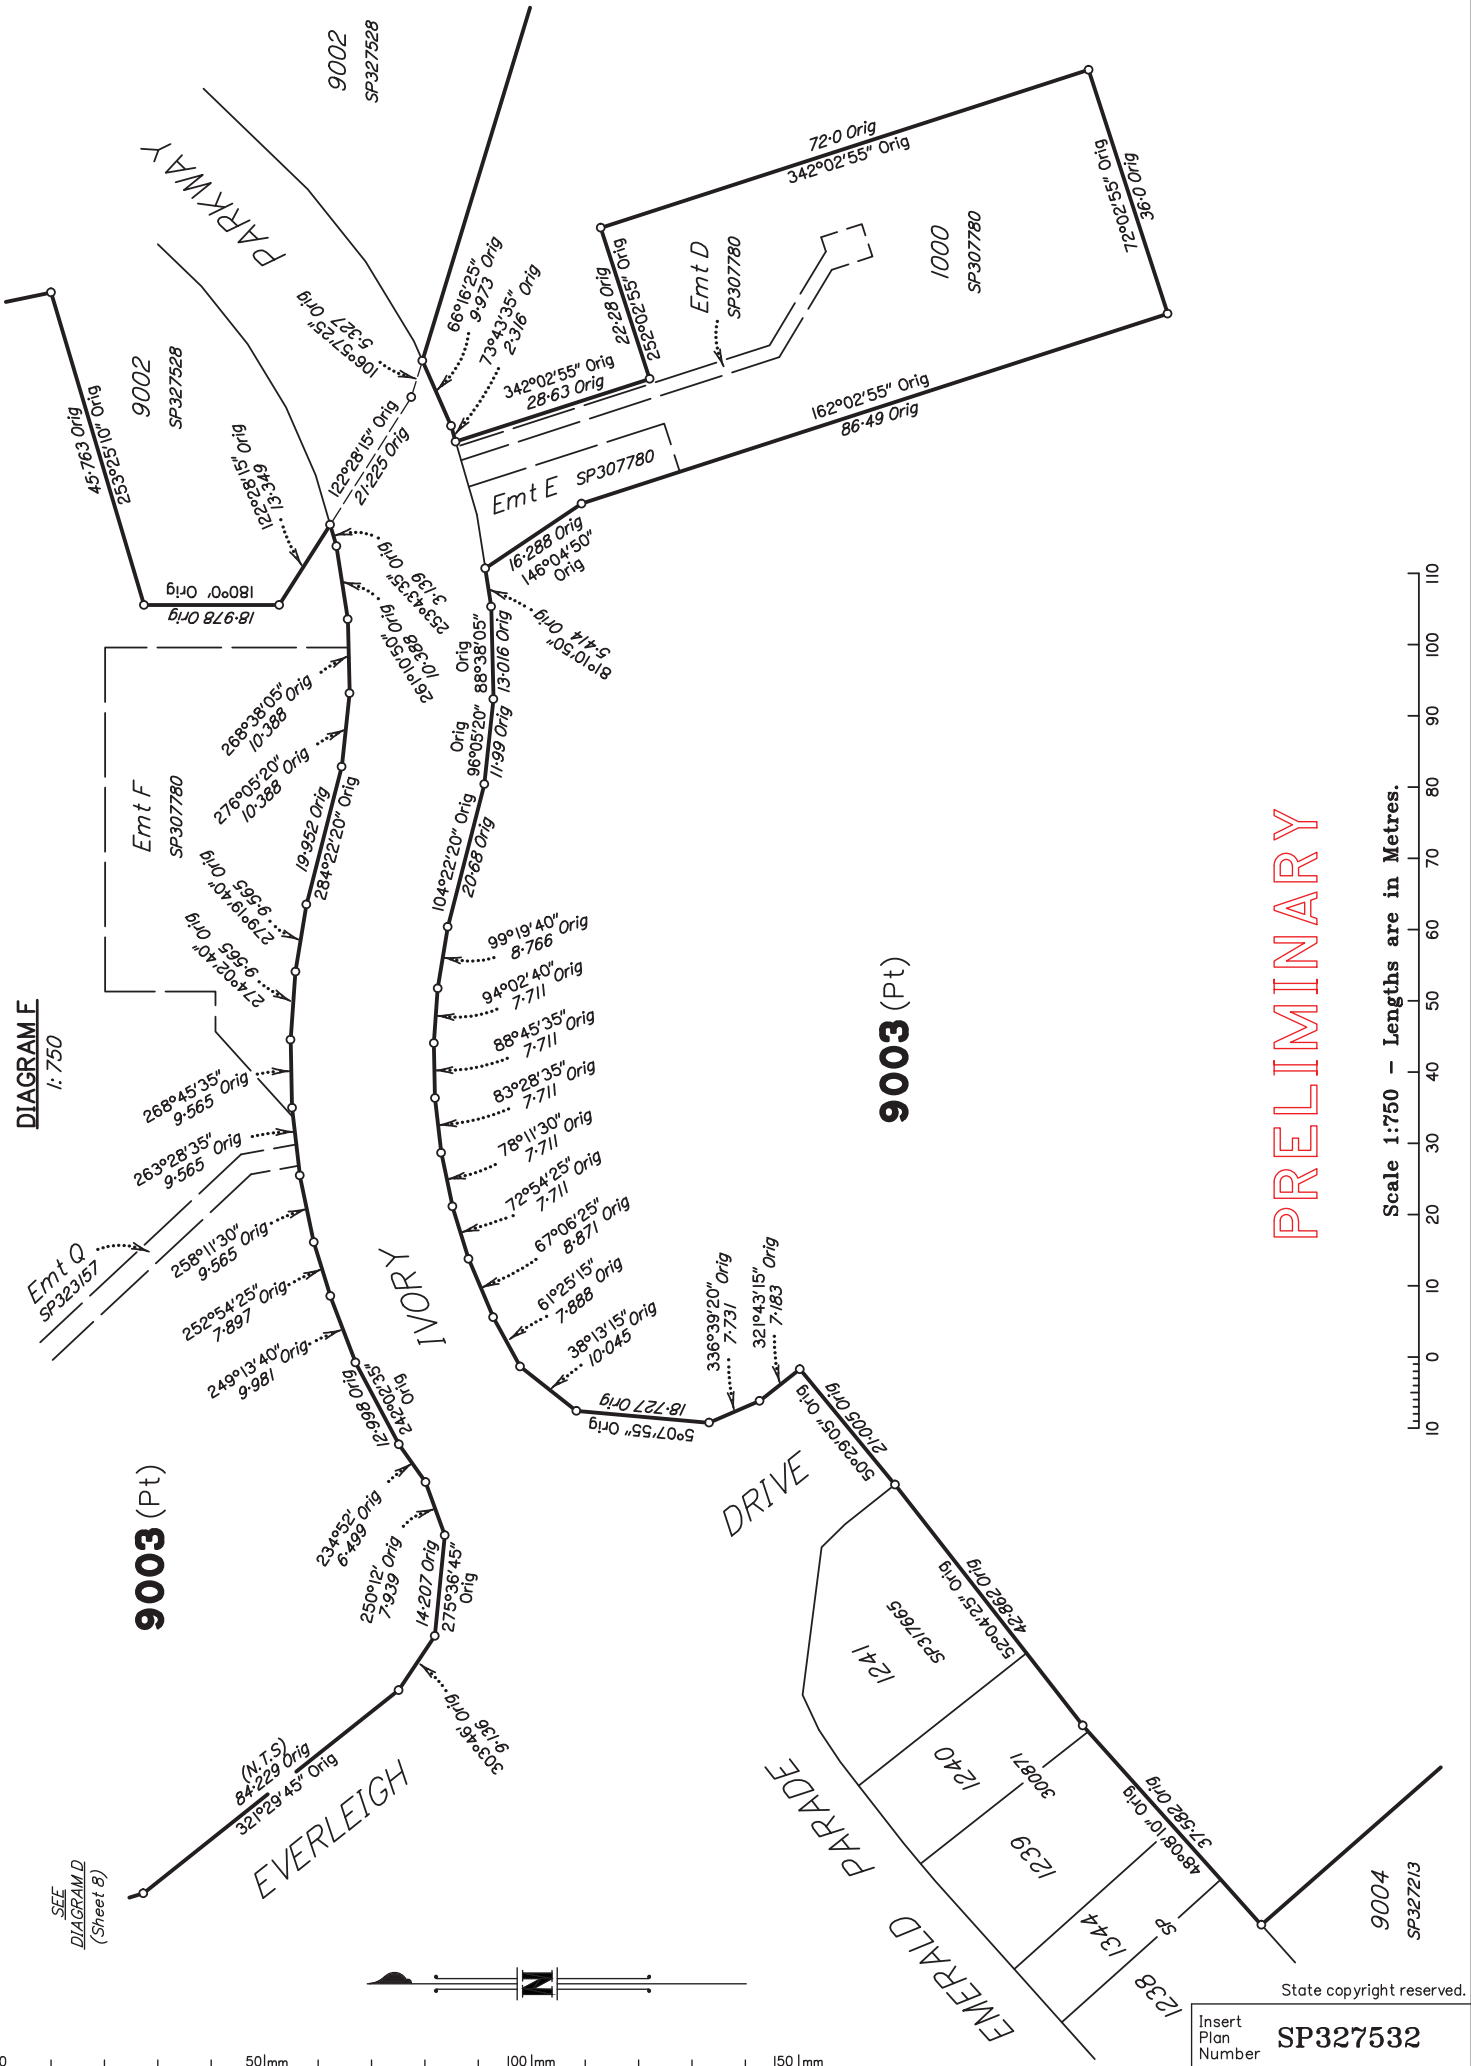 DIAGRAM F
1: 750
SEE
DIAGRAM D
(Sheet 8)
9003 (Pt)
9003 (Pt)
9002
SP327528
9002
SP327528
PARKWAY
IVORY
EVERLEIGH
DRIVE
EMERALD PARADE
Emt Q
SP323157
Emt F
SP307780
Emt E SP307780
Emt D
SP307780
1000
SP307780
9004
SP327213
1241
SP317665
1240
300871
1239
1344
SP
1238
(N.T.S)
84·229 Orig
321°29'45" Orig
303°46' Orig
9·136
14·207 Orig
275°36'45"
Orig
250°12' Orig
7·939
234°52' Orig
6·499
12·998 Orig
242°02'35"
Orig
249°13'40" Orig
9·981
252°54'25" Orig
7·897
258°11'30" Orig
9·565
263°28'35" Orig
9·565
268°45'35" Orig
9·565
274°02'40" Orig
9·565
279°19'40" Orig
9·565
19·952 Orig
284°22'20" Orig
276°05'20" Orig
10·388
268°38'05" Orig
10·388
261°10'50" Orig
10·388
253°43'35" Orig
3·139
122°28'15" Orig
13·349
18·978 Orig
180°0' Orig
45·763 Orig
253°25'10" Orig
122°28'15" Orig
21·225 Orig
106°57'25" Orig
5·327
66°16'25" Orig
9·973
73°43'35" Orig
2·316
342°02'55" Orig
28·63 Orig
22·28 Orig
252°02'55" Orig
72·0 Orig
342°02'55" Orig
72°02'55" Orig
36·0 Orig
162°02'55" Orig
86·49 Orig
16·288 Orig
146°04'50"
Orig
81°10'50" Orig
5·414
Orig
88°38'05"
13·016 Orig
Orig
96°05'20"
11·99 Orig
104°22'20" Orig
20·68 Orig
99°19'40" Orig
8·766
94°02'40" Orig
7·711
88°45'35" Orig
7·711
83°28'35" Orig
7·711
78°11'30" Orig
7·711
72°54'25" Orig
7·711
67°06'25" Orig
8·871
61°25'15" Orig
7·888
38°13'15" Orig
10·045
18·727 Orig
5°07'55" Orig
336°39'20" Orig
7·731
321°43'15" Orig
7·183
50°29'05" Orig
21·005 Orig
52°04'25" Orig
42·862 Orig
48°08'10" Orig
37·582 Orig
N
PRELIMINARY
Scale 1:750 – Lengths are in Metres.
10 0 10 20 30 40 50 60 70 80 90 100 110
State copyright reserved.
Insert
Plan
Number
SP327532
0 50mm 100mm 150mm